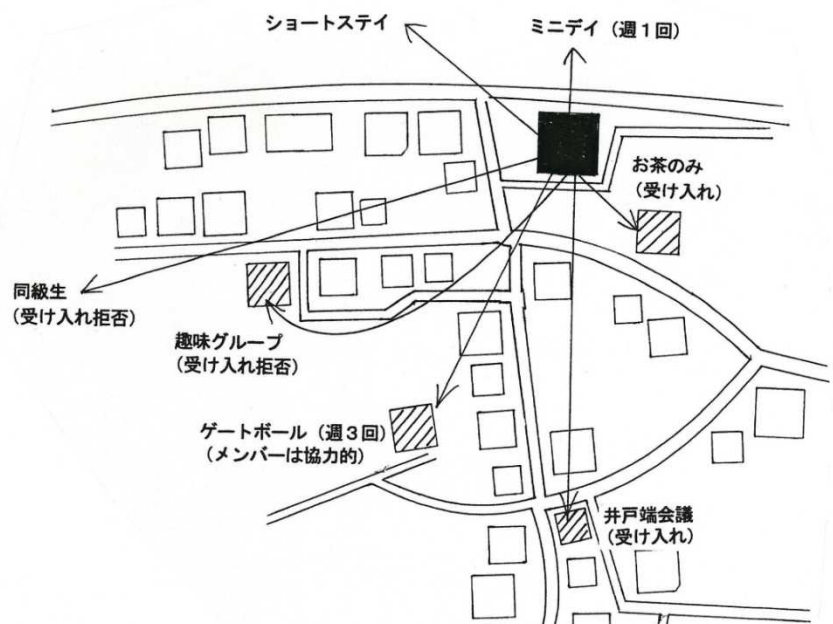 ショートステイ
ミニデイ（週1回）
お茶のみ
（受け入れ）
同級生
（受け入れ拒否）
趣味グループ
（受け入れ拒否）
ゲートボール（週3回）
（メンバーは協力的）
井戸端会議
（受け入れ）